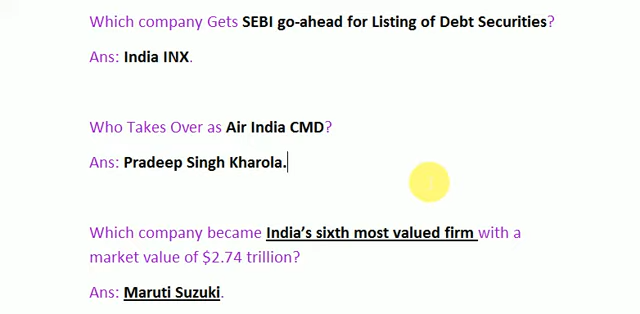 Which company Gets SEBI go-ahead for Listing of Debt Securities?
Ans: India INX.
Who Takes Over as Air India CMD?
Ans: Pradeep Singh Kharola.
Which company became India's sixth most valued firm with a
market value of $2.74 trillion?
Ans: Maruti Suzuki.